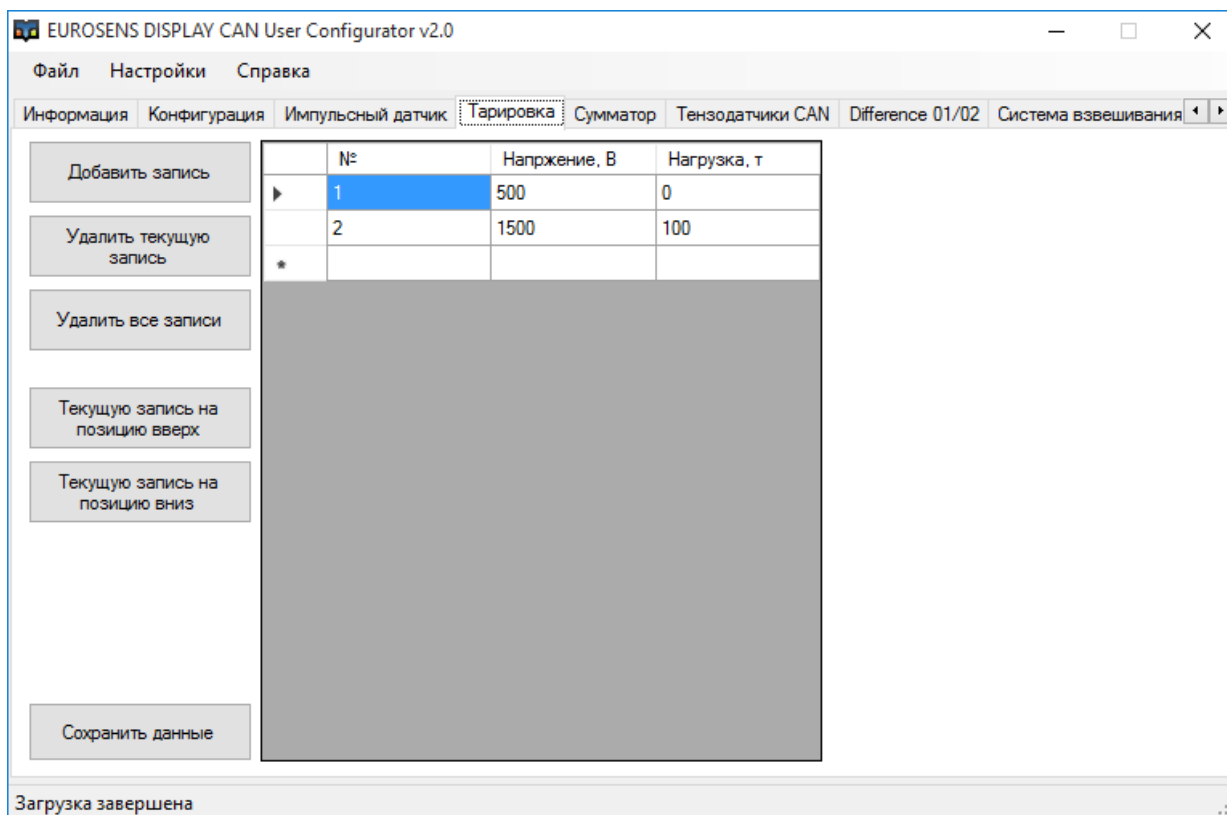 EUROSENS DISPLAY CAN User Configurator v2.0
Файл Настройки Справка
Информация Конфигурация Импульсный датчик Тарировка Сумматор Тензодатчики CAN Difference 01/02 Система взвешивания
Добавить запись
Удалить текущую
запись
Удалить все записи
Текущую запись на
позицию вверх
Текущую запись на
позицию вниз
Сохранить данные
№ Напржение, В Нагрузка, т
1 500 0
2 1500 100
Загрузка завершена